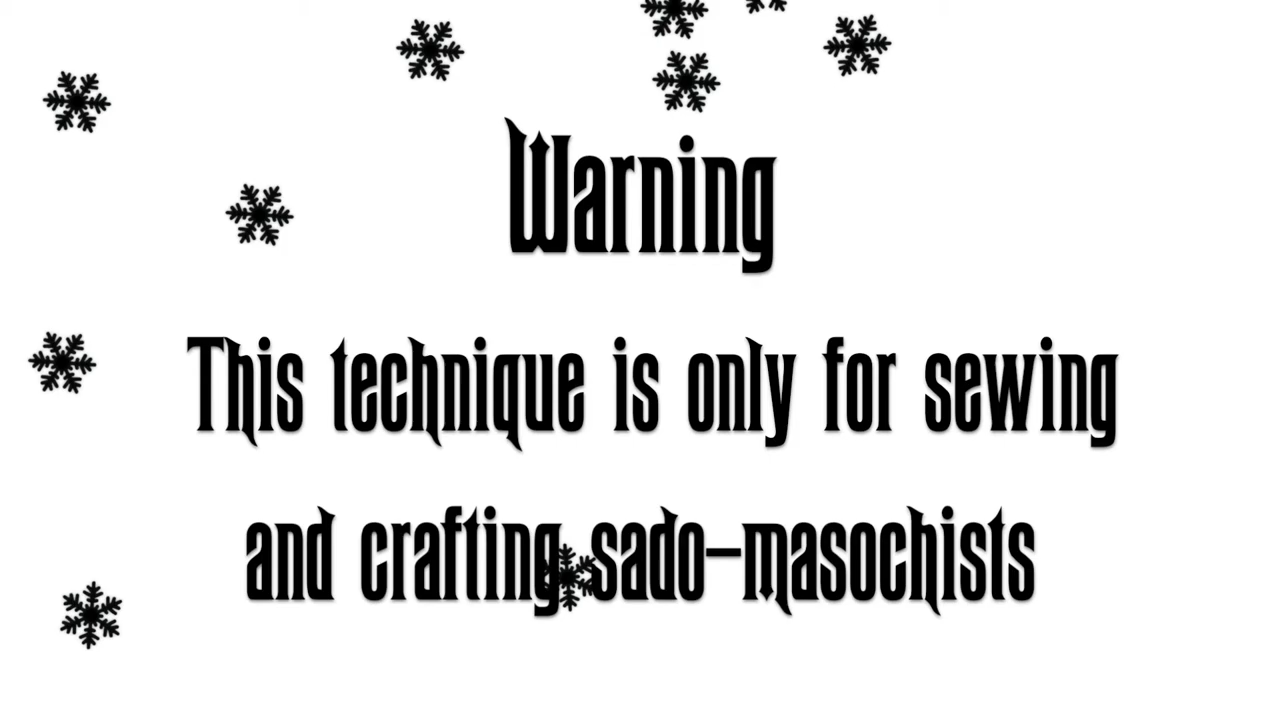 Warning
This technique is only for sewing
and crafting sado-masochists